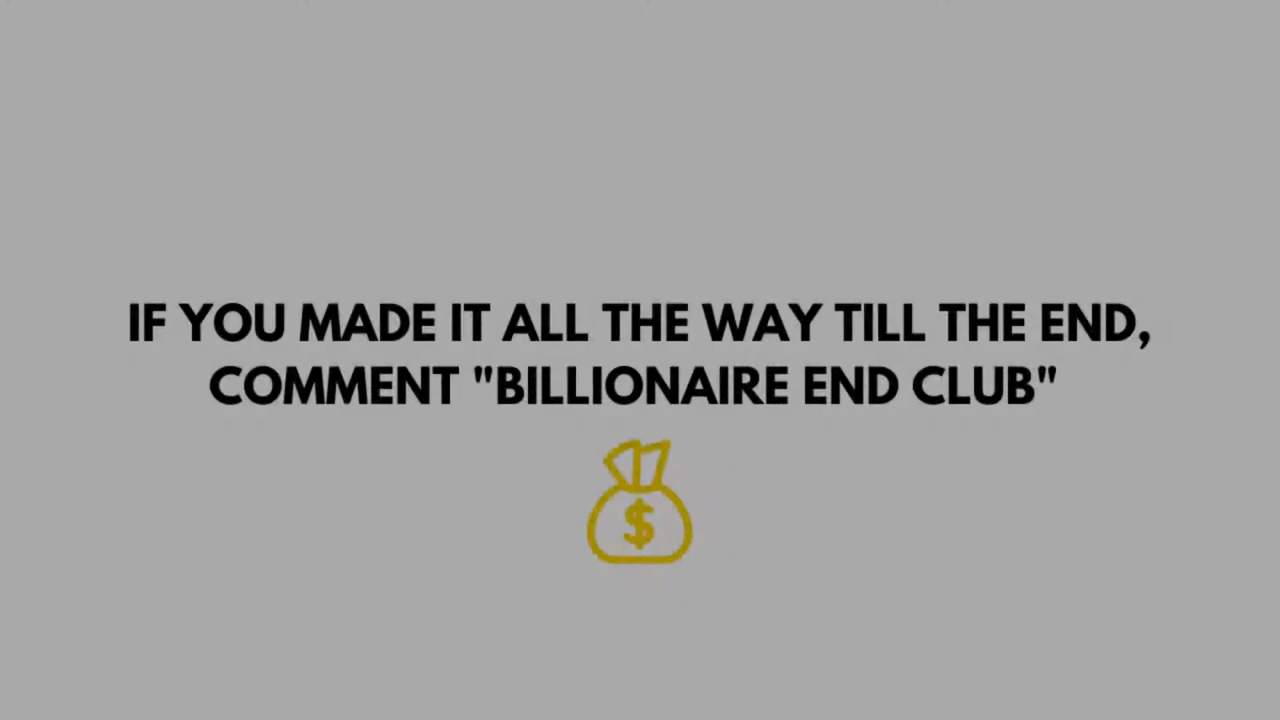 IF YOU MADE IT ALL THE WAY TILL THE END,
COMMENT "BILLIONAIRE END CLUB"
$